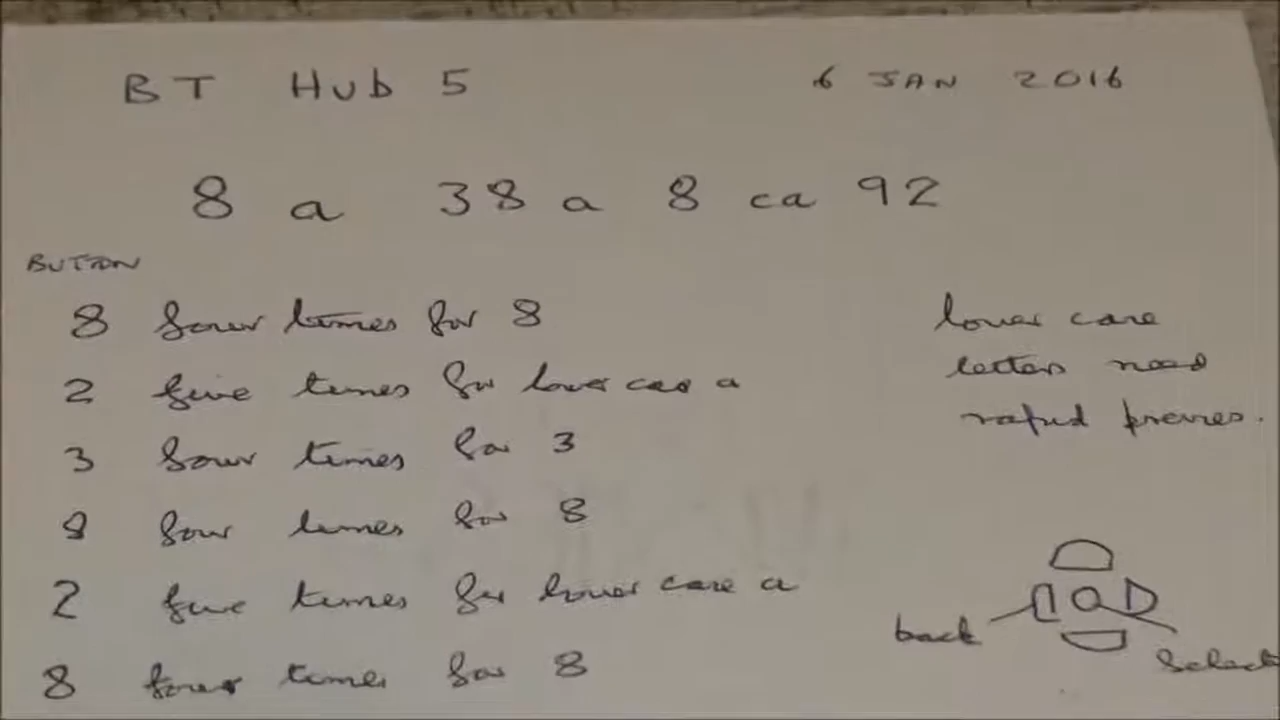 BT Hub 5 6 JAN 2016
8 a 38 a 8 ca 92
BUTTON
8 four times for 8
2 five times for lower case a
3 four times for 3
8 four times for 8
2 five times for lower case a
8 four times for 8
lower case
letters need
rapid presses.
back
select